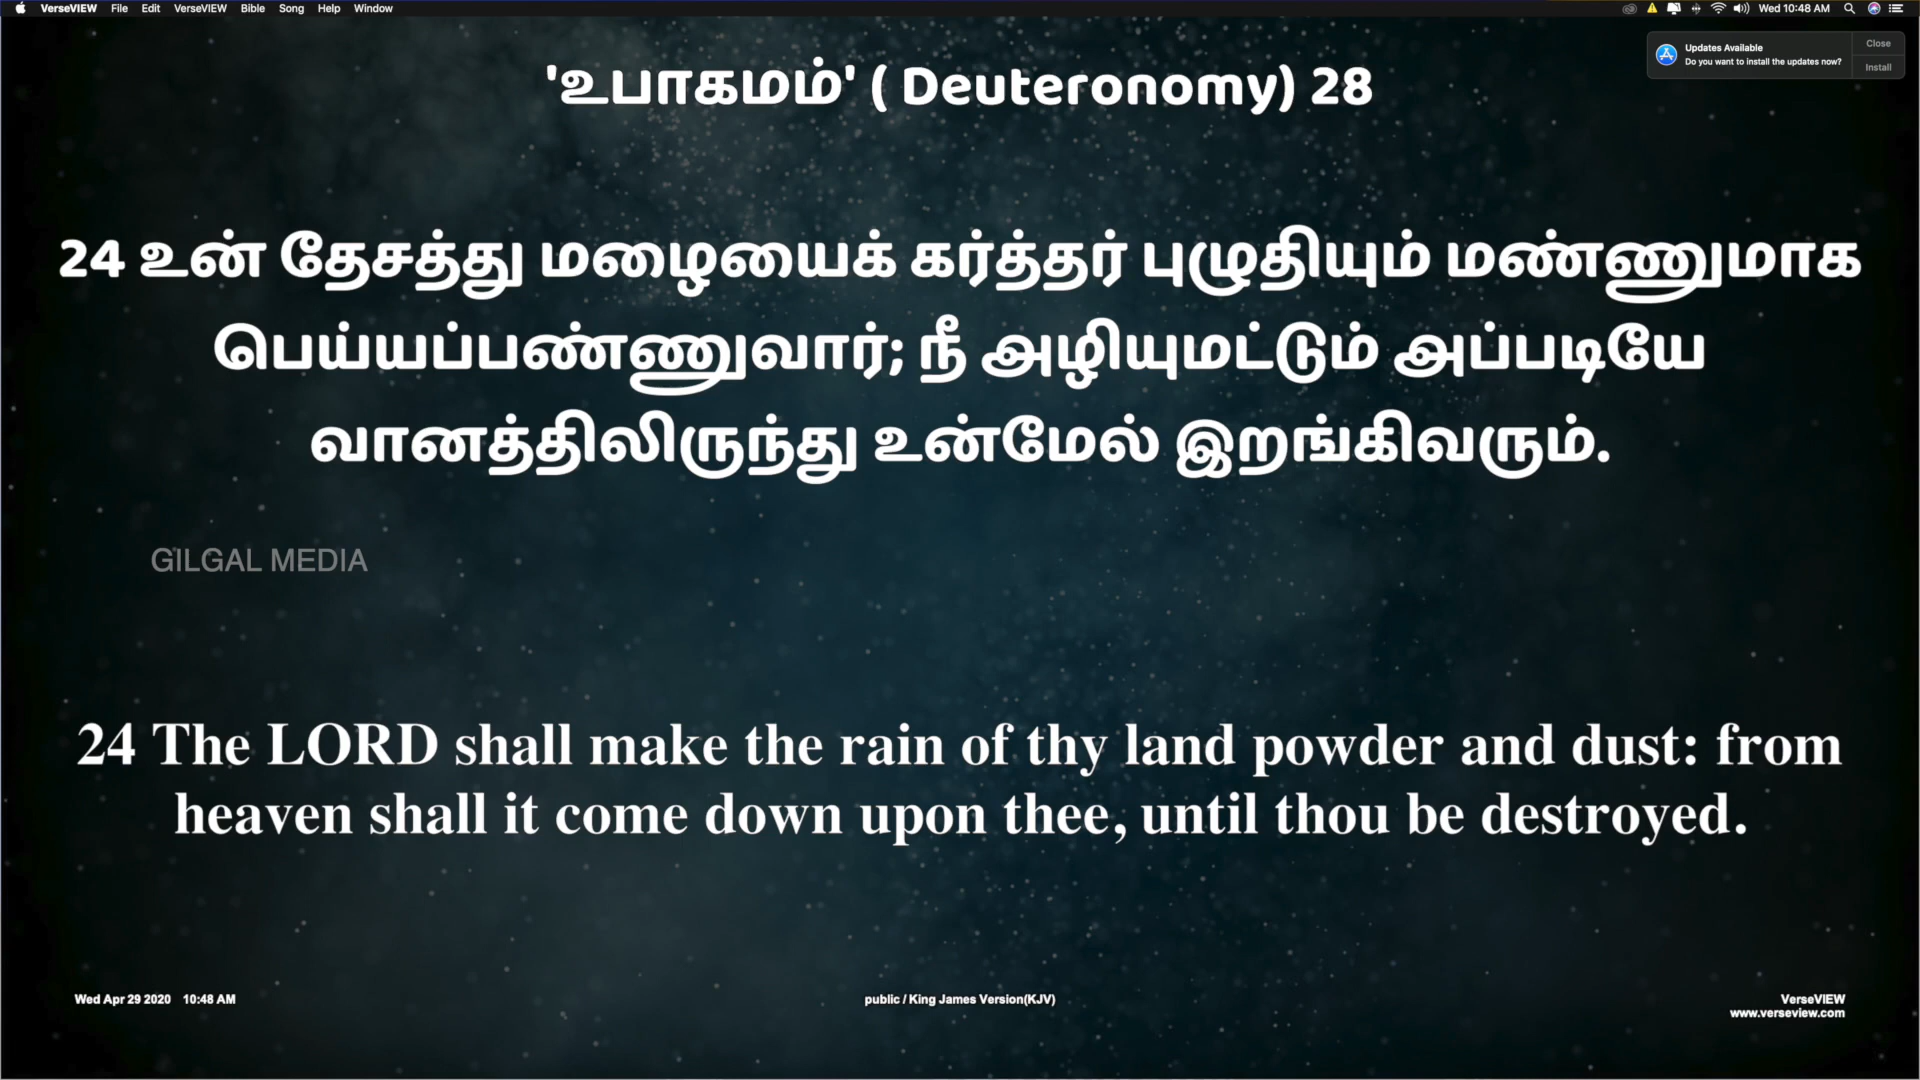 VerseVIEW File Edit VerseVIEW Bible Song Help Window Wed 10:48 AM
Updates Available
Do you want to install the updates now?
Close
Install
'உபாகமம்' ( Deuteronomy) 28
24 உன் தேசத்து மழையைக் கர்த்தர் புழுதியும் மண்ணுமாக
பெய்யப்பண்ணுவார்; நீ அழியுமட்டும் அப்படியே
வானத்திலிருந்து உன்மேல் இறங்கிவரும்.
GILGAL MEDIA
24 The LORD shall make the rain of thy land powder and dust: from
heaven shall it come down upon thee, until thou be destroyed.
Wed Apr 29 2020 10:48 AM
public / King James Version(KJV)
VerseVIEW
www.verseview.com